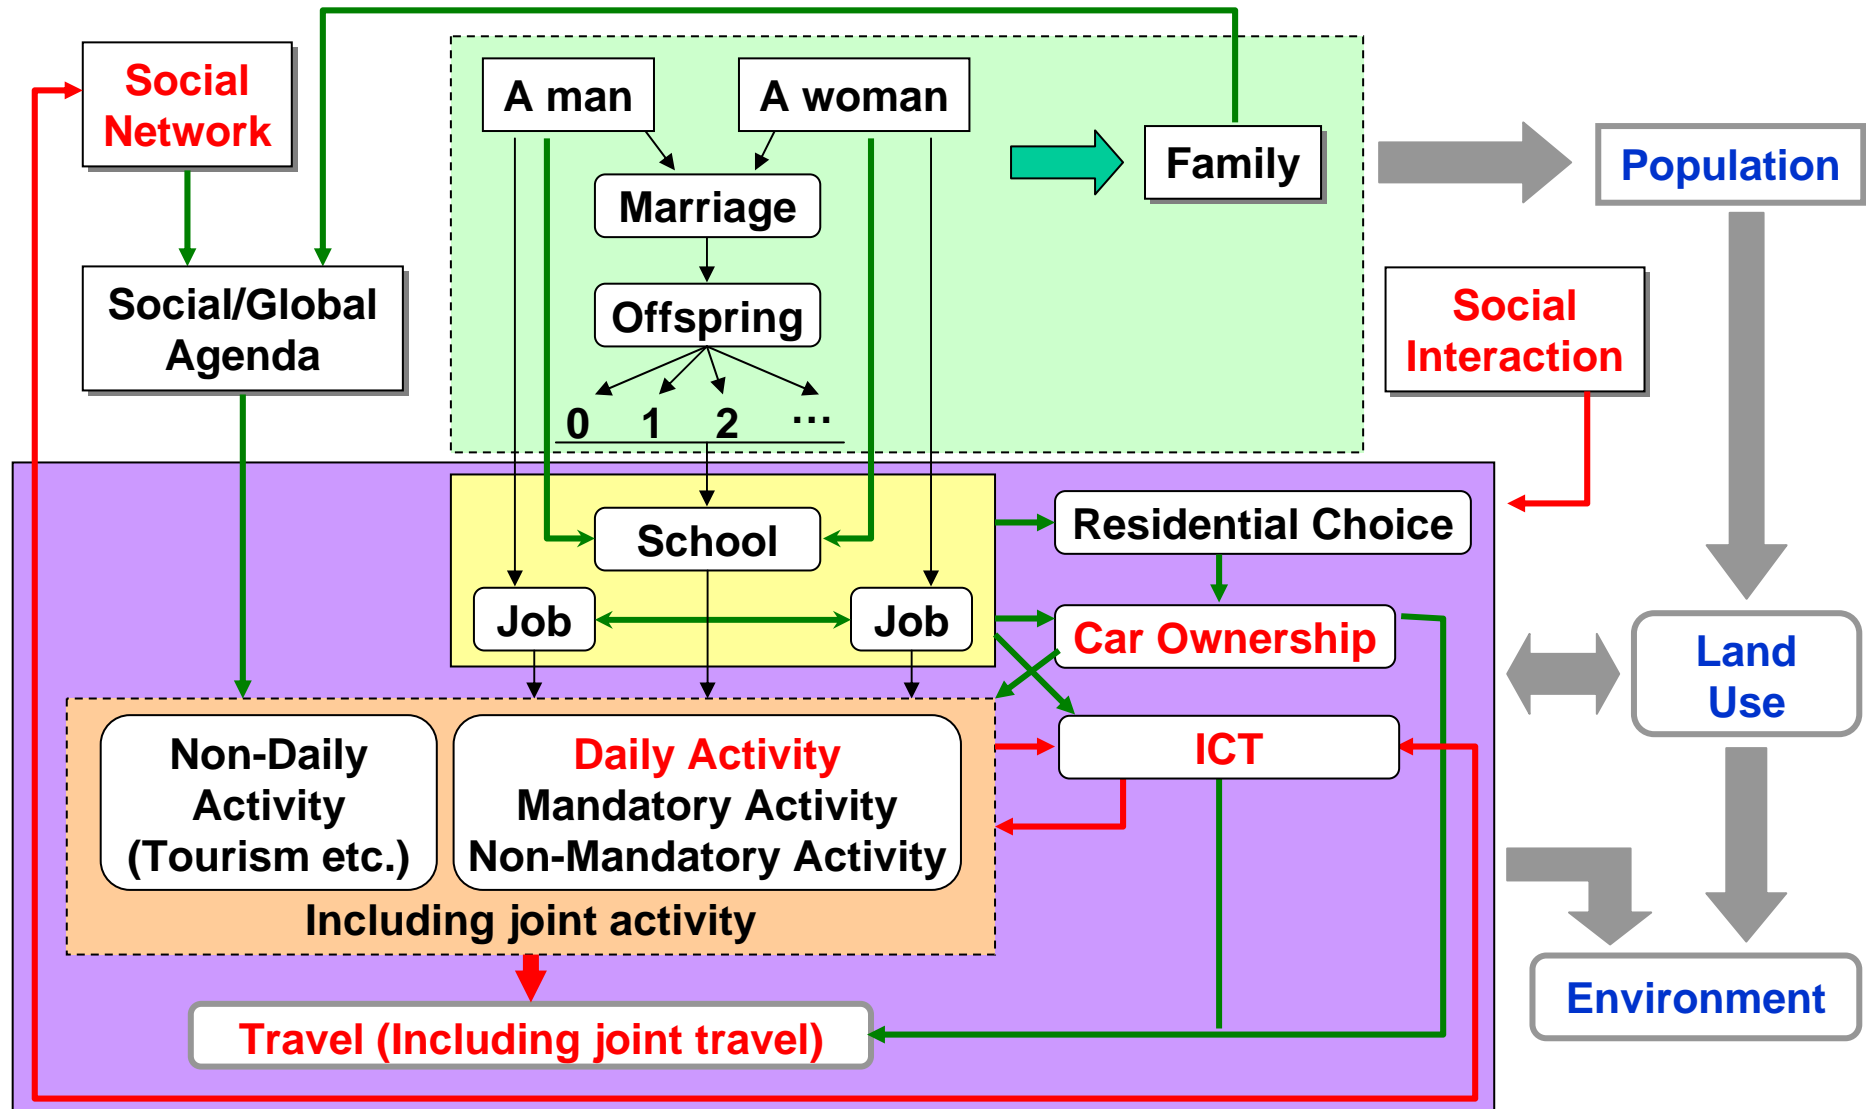 Social
Network
A man
A woman
Family
Population
Marriage
Offspring
0 1 2 ...
Social/Global
Agenda
Social
Interaction
School
Residential Choice
Job
Job
Car Ownership
Land
Use
Non-Daily
Activity
(Tourism etc.)
Daily Activity
Mandatory Activity
Non-Mandatory Activity
ICT
Including joint activity
Environment
Travel (Including joint travel)